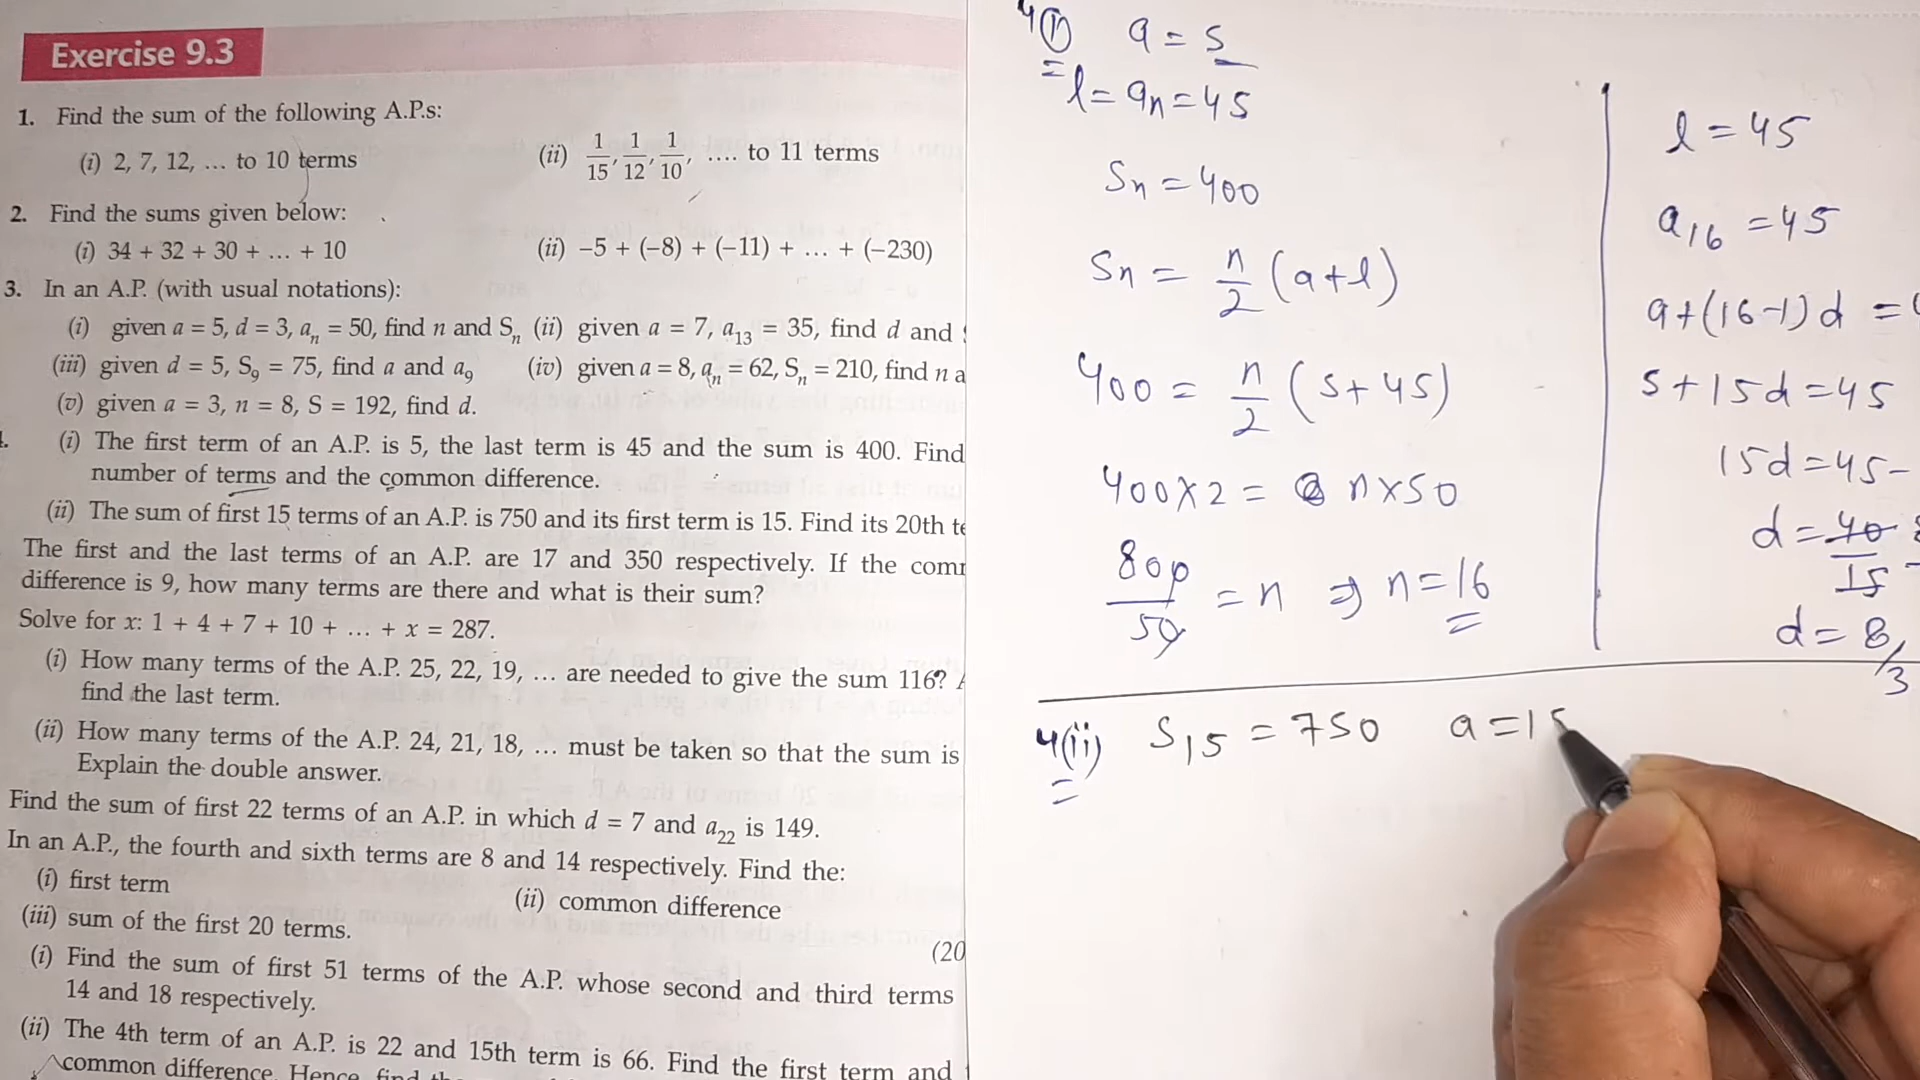 Exercise 9.3
1. Find the sum of the following A.P.s:
(i) 2, 7, 12, ... to 10 terms (ii) 1/15, 1/12, 1/10, .... to 11 terms
2. Find the sums given below:
(i) 34 + 32 + 30 + ... + 10 (ii) −5 + (−8) + (−11) + ... + (−230)
3. In an A.P. (with usual notations):
(i) given a = 5, d = 3, aₙ = 50, find n and Sₙ (ii) given a = 7, a₁₃ = 35, find d and
(iii) given d = 5, S₉ = 75, find a and a₉ (iv) given a = 8, aₙ = 62, Sₙ = 210, find n a
(v) given a = 3, n = 8, S = 192, find d.
(i) The first term of an A.P. is 5, the last term is 45 and the sum is 400. Find
number of terms and the common difference.
(ii) The sum of first 15 terms of an A.P. is 750 and its first term is 15. Find its 20th te
The first and the last terms of an A.P. are 17 and 350 respectively. If the com
difference is 9, how many terms are there and what is their sum?
Solve for x: 1 + 4 + 7 + 10 + ... + x = 287.
(i) How many terms of the A.P. 25, 22, 19, ... are needed to give the sum 116?
find the last term.
(ii) How many terms of the A.P. 24, 21, 18, ... must be taken so that the sum is
Explain the double answer.
Find the sum of first 22 terms of an A.P. in which d = 7 and a₂₂ is 149.
In an A.P., the fourth and sixth terms are 8 and 14 respectively. Find the:
(i) first term (ii) common difference
(iii) sum of the first 20 terms.
(20
(i) Find the sum of first 51 terms of the A.P. whose second and third terms
14 and 18 respectively.
(ii) The 4th term of an A.P. is 22 and 15th term is 66. Find the first term and
common difference. Hence find
4(i) a = 5
l = aₙ = 45
Sₙ = 400
Sₙ = n/2 (a+l)
400 = n/2 (5+45)
400×2 = n×50
800/50 = n ⇒ n = 16
l = 45
a₁₆ = 45
a+(16-1)d =
5+15d = 45
15d = 45-
d = 40/15
d = 8/3
4(ii) S₁₅ = 750 a = 15